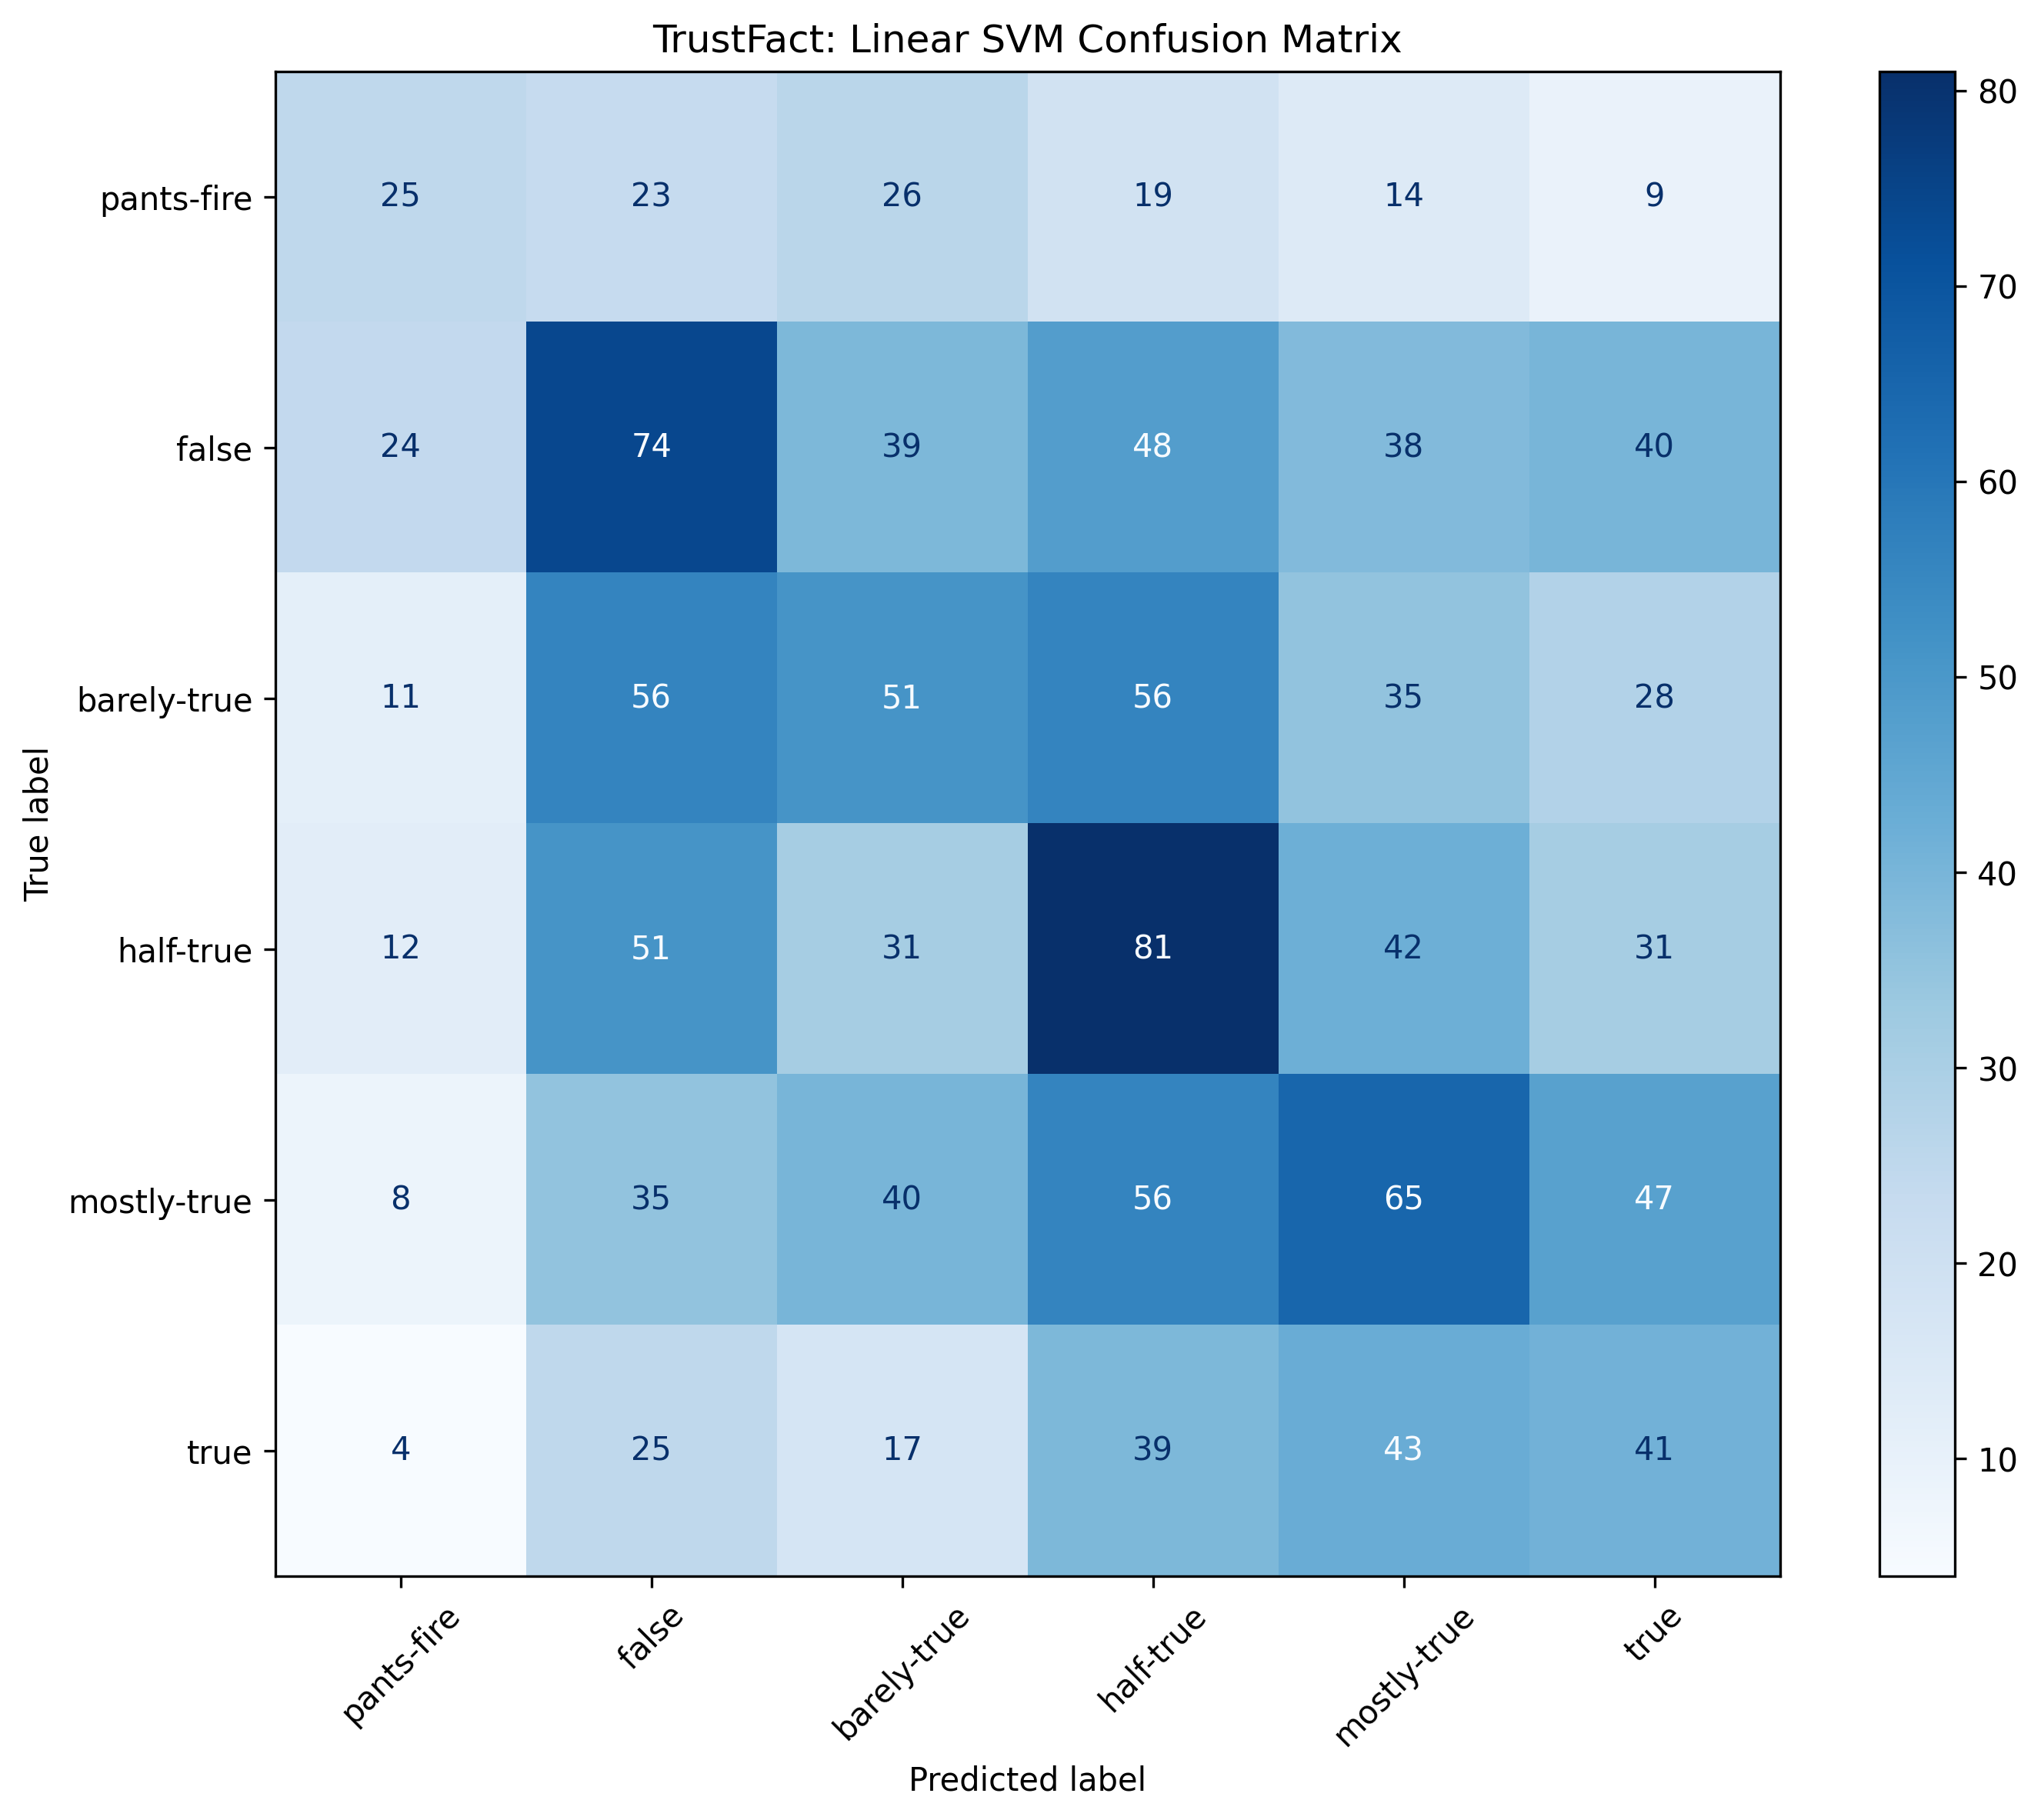 TrustFact: Linear SVM Confusion Matrix
True label
pants-fire 25 23 26 19 14 9
false 24 74 39 48 38 40
barely-true 11 56 51 56 35 28
half-true 12 51 31 81 42 31
mostly-true 8 35 40 56 65 47
true 4 25 17 39 43 41
pants-fire false barely-true half-true mostly-true true
Predicted label
80
70
60
50
40
30
20
10